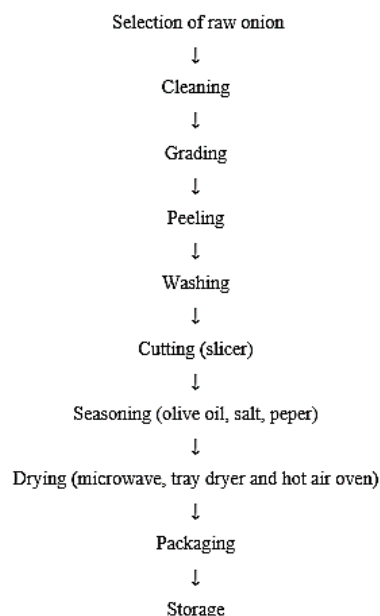 Selection of raw onion
↓
Cleaning
↓
Grading
↓
Peeling
↓
Washing
↓
Cutting (slicer)
↓
Seasoning (olive oil, salt, peper)
↓
Drying (microwave, tray dryer and hot air oven)
↓
Packaging
↓
Storage